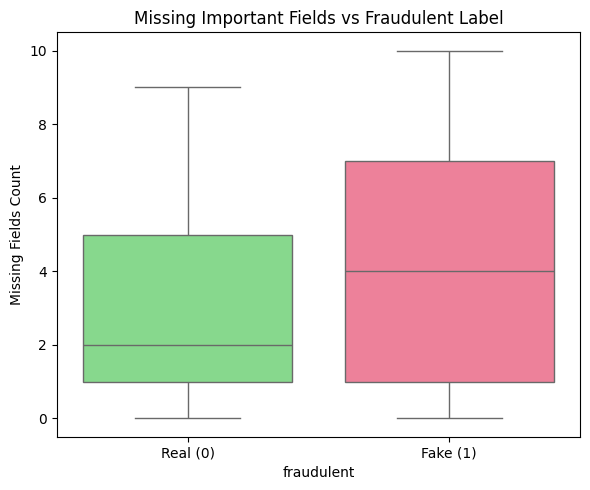 Missing Important Fields vs Fraudulent Label
Missing Fields Count
10
8
6
4
2
0
Real (0)
Fake (1)
fraudulent